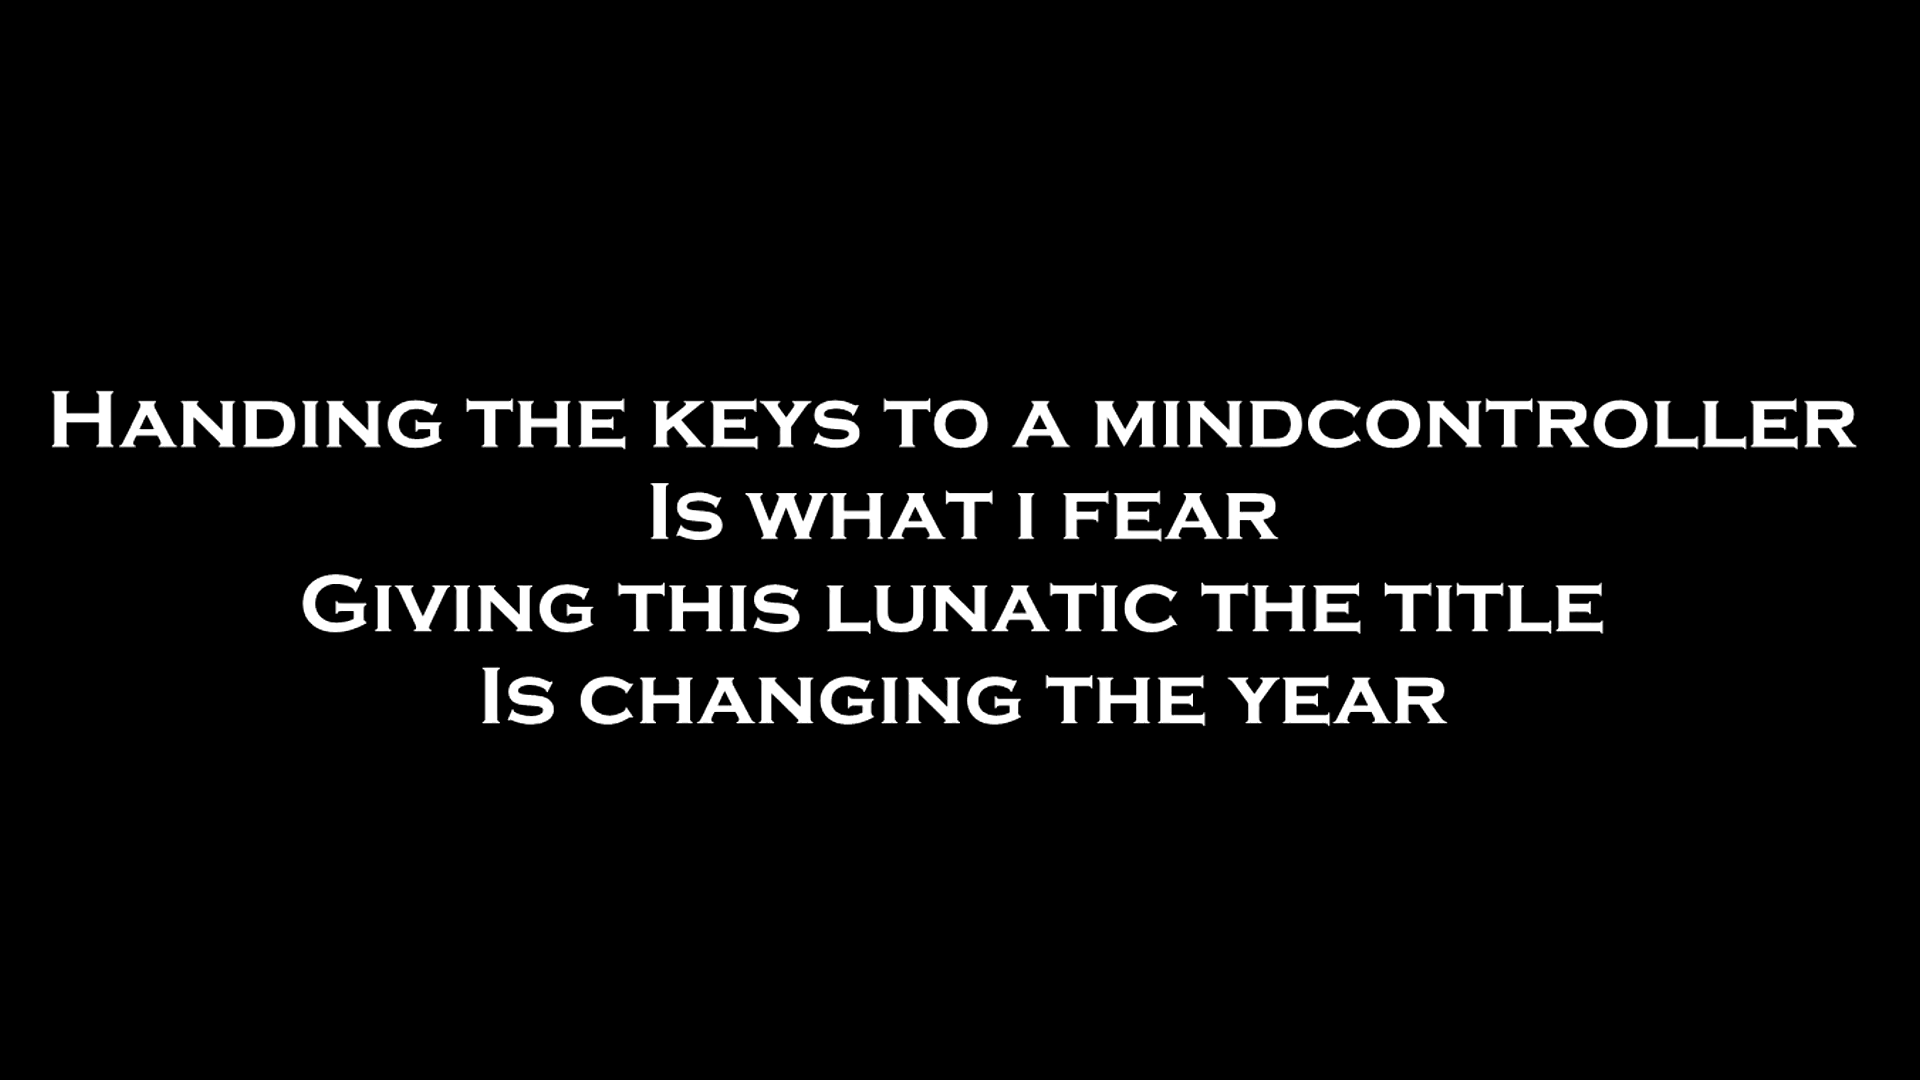 Handing the keys to a mindcontroller
Is what i fear
Giving this lunatic the title
Is changing the year